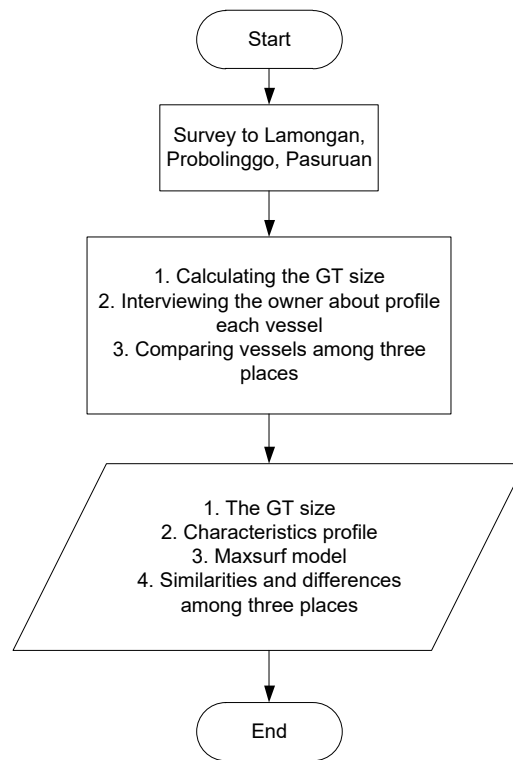 Start
Survey to Lamongan,
Probolinggo, Pasuruan
1. Calculating the GT size
2. Interviewing the owner about profile
each vessel
3. Comparing vessels among three
places
1. The GT size
2. Characteristics profile
3. Maxsurf model
4. Similarities and differences
among three places
End